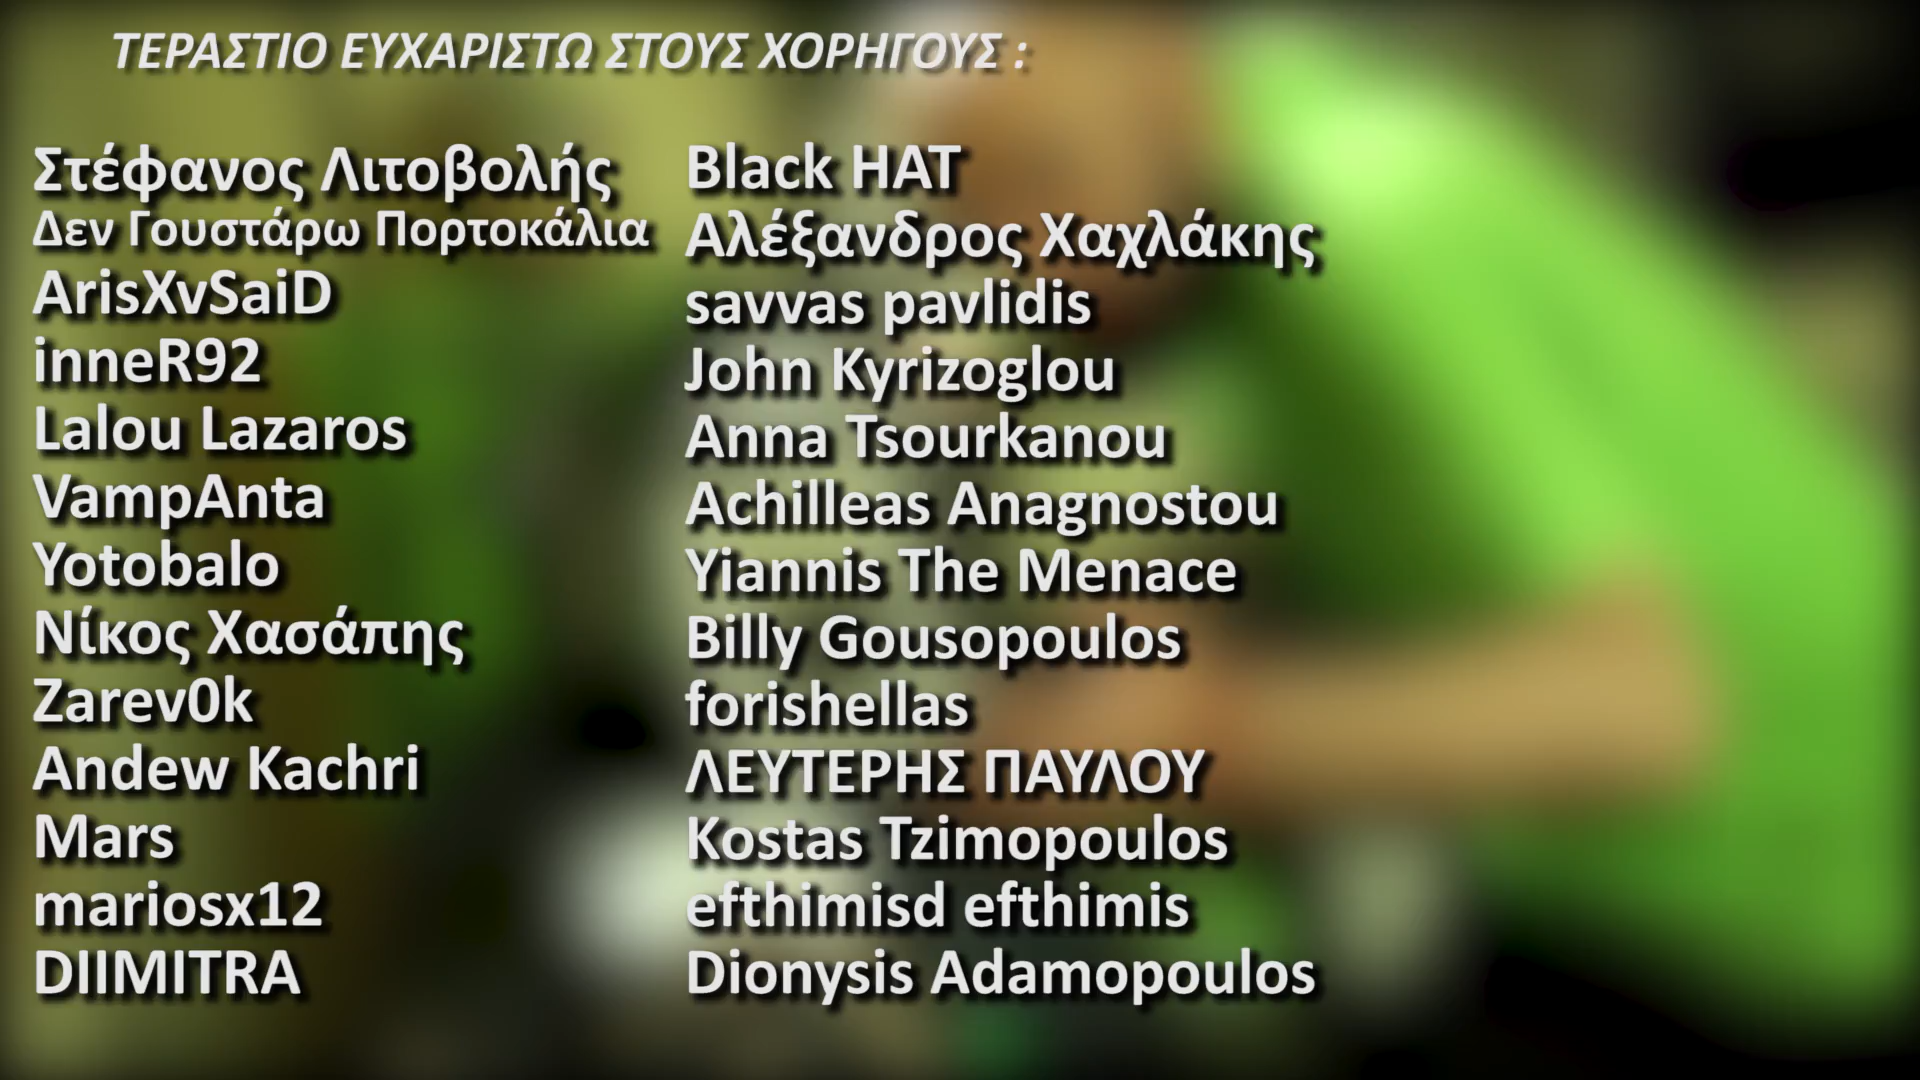 ΤΕΡΑΣΤΙΟ ΕΥΧΑΡΙΣΤΩ ΣΤΟΥΣ ΧΟΡΗΓΟΥΣ :
Στέφανος Λιτοβολής
Δεν Γουστάρω Πορτοκάλια
ArisXvSaiD
inneR92
Lalou Lazaros
VampAnta
Yotobalo
Νίκος Χασάπης
Zarev0k
Andew Kachri
Mars
mariosx12
DIIMITRA
Black HAT
Αλέξανδρος Χαχλάκης
savvas pavlidis
John Kyrizoglou
Anna Tsourkanou
Achilleas Anagnostou
Yiannis The Menace
Billy Gousopoulos
forishellas
ΛΕΥΤΕΡΗΣ ΠΑΥΛΟΥ
Kostas Tzimopoulos
efthimisd efthimis
Dionysis Adamopoulos